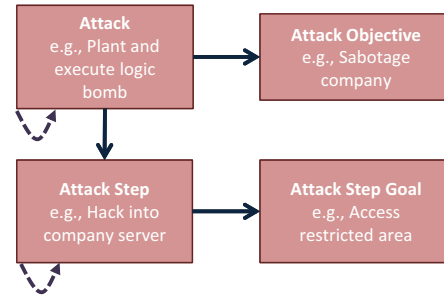 Attack
e.g., Plant and
execute logic
bomb
Attack Objective
e.g., Sabotage
company
Attack Step
e.g., Hack into
company server
Attack Step Goal
e.g., Access
restricted area